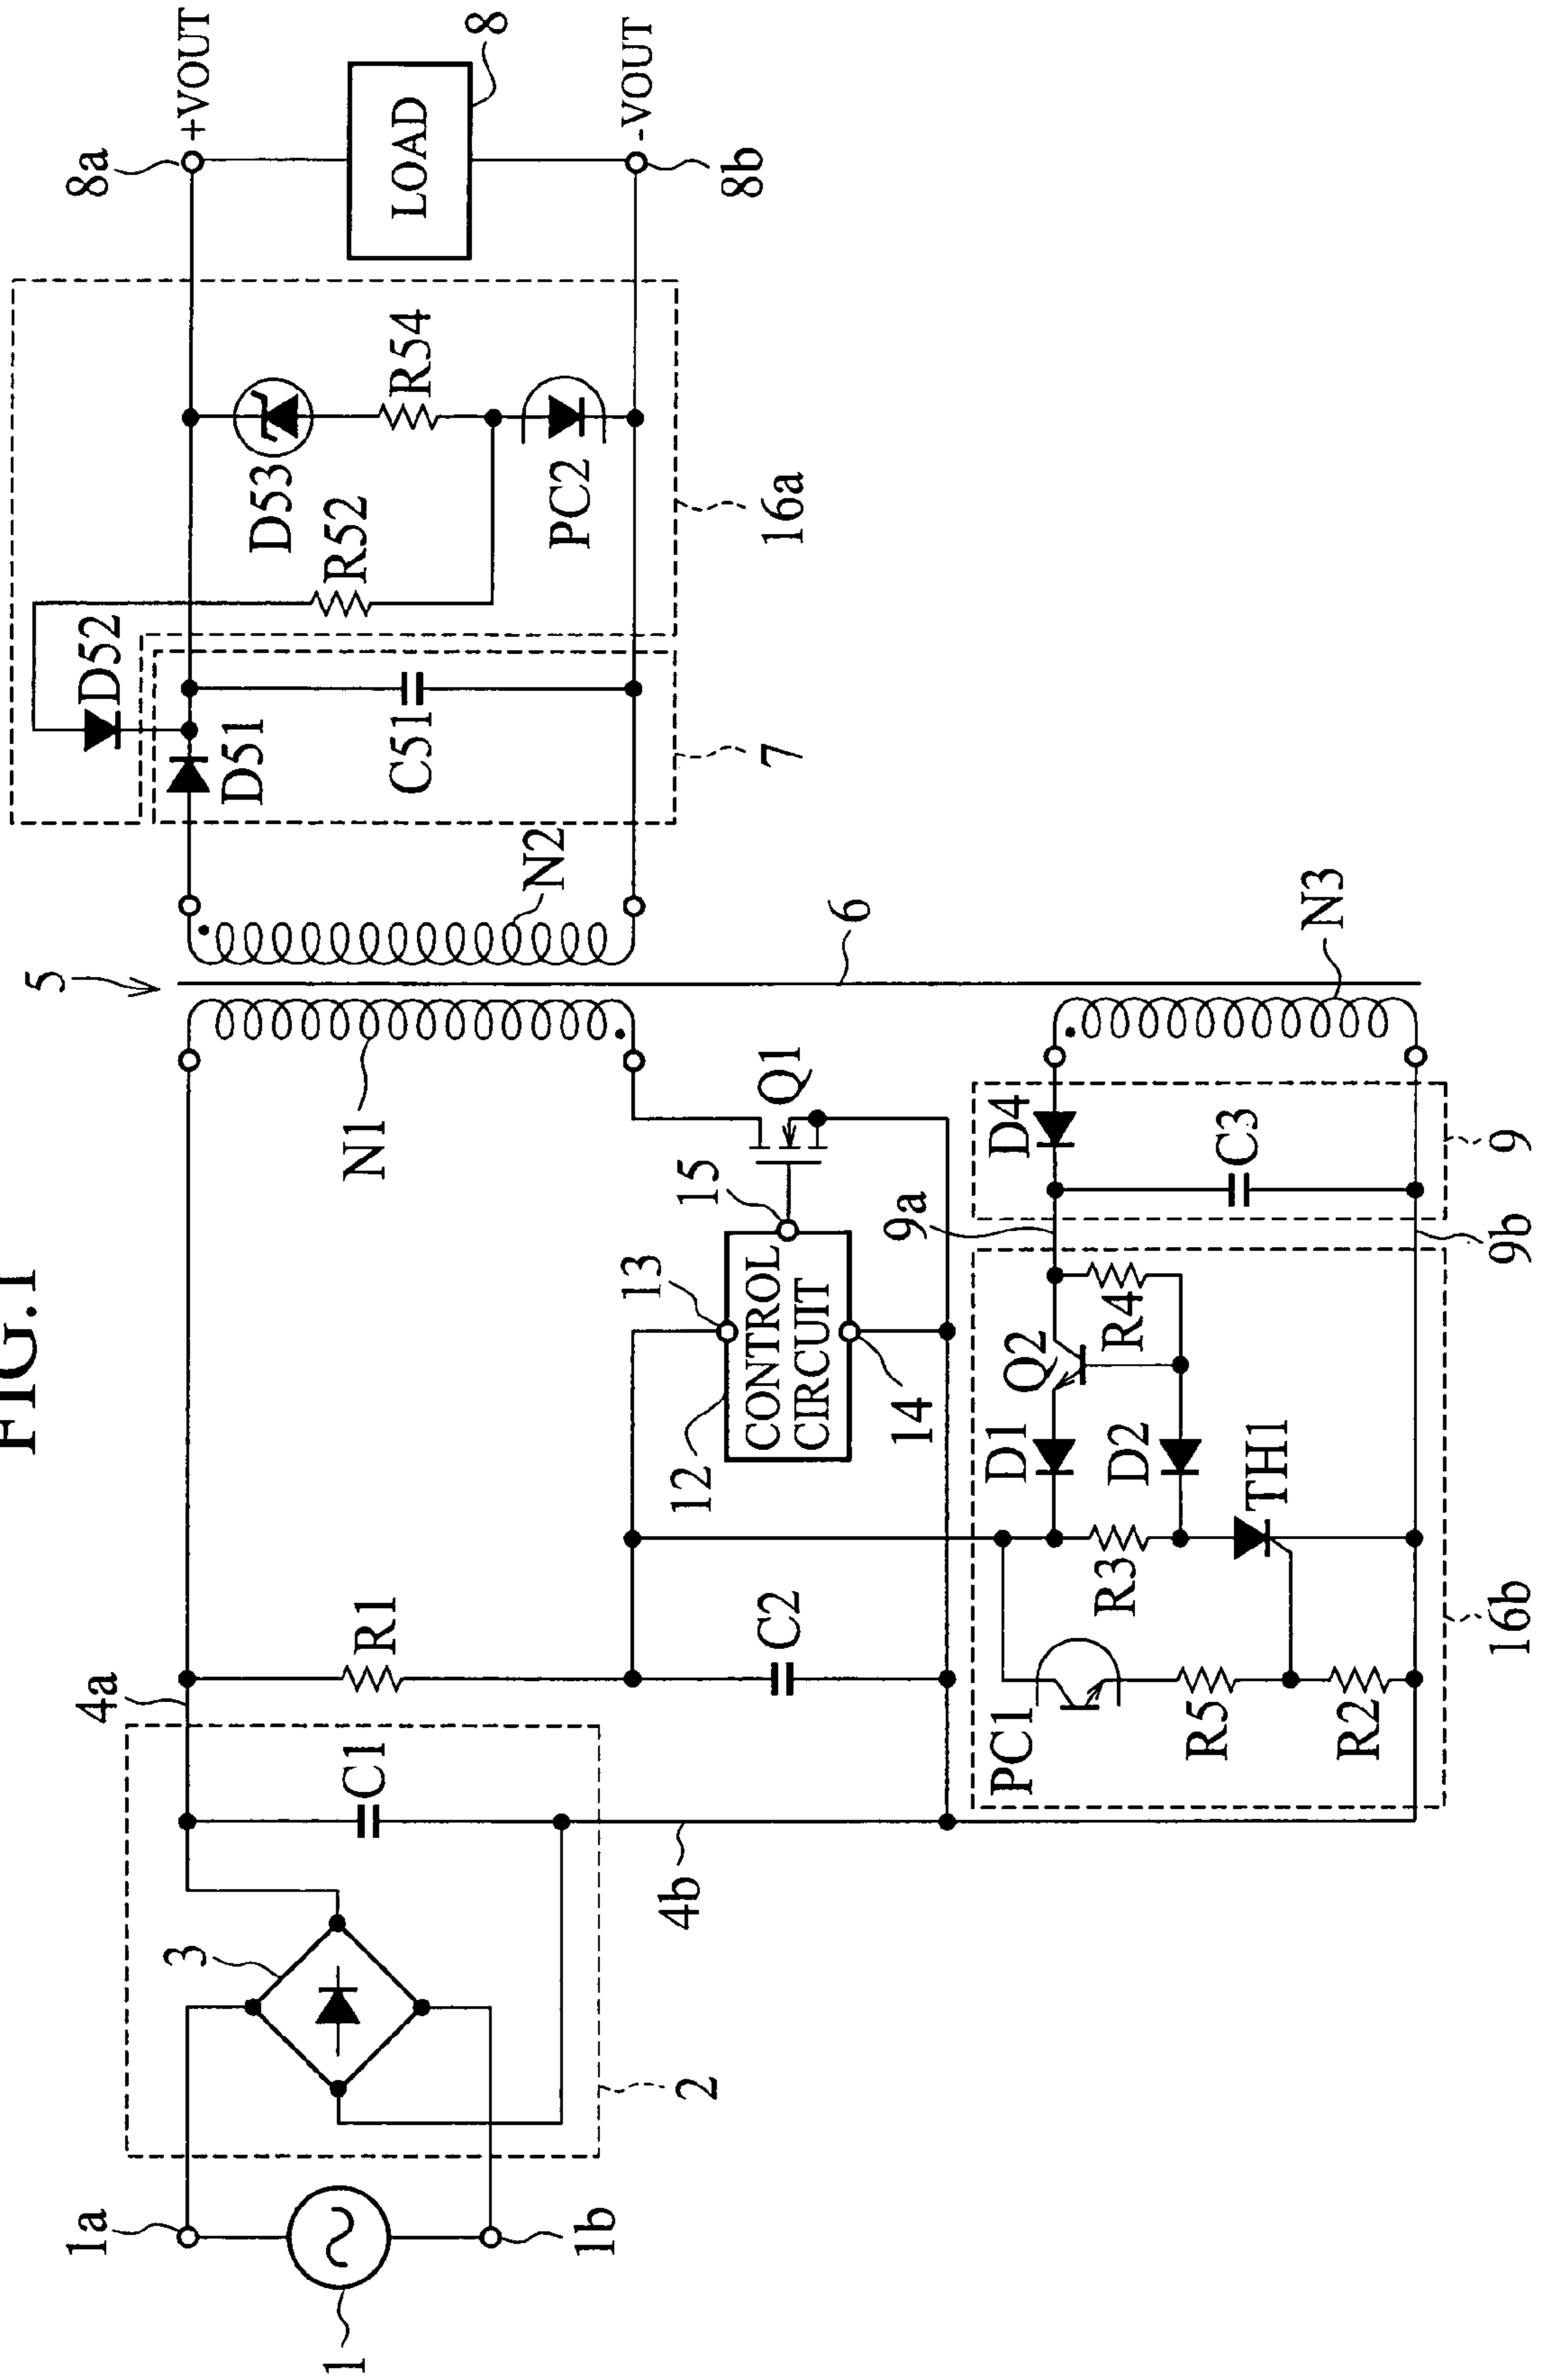 FIG.1
1a
1
1b
3
2
C1
4a
4b
R1
C2
5
N1
N2
6
N3
Q1
15
13
CONTROL
CIRCUIT
12
14
9a
D4
C3
9
9b
Q2
R4
D1
D2
R3
TH1
PC1
R5
R2
16b
D52
D51
C51
7
R52
D53
R54
PC2
16a
8a
+VOUT
LOAD
8
-VOUT
8b